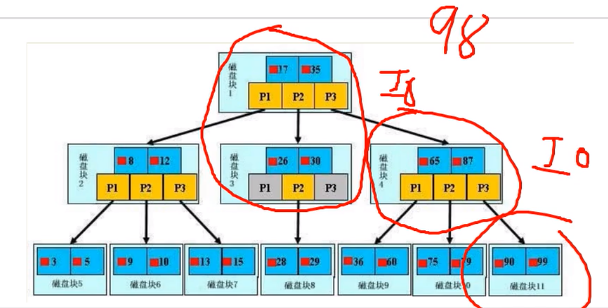 98
磁盘块1
17 35
P1 P2 P3
IO
磁盘块2
8 12
P1 P2 P3
磁盘块3
26 30
P1 P2 P3
磁盘块4
65 87
P1 P2 P3
IO
3 5
磁盘块5
9 10
磁盘块6
13 15
磁盘块7
28 29
磁盘块8
36 60
磁盘块9
75 79
磁盘块10
90 99
磁盘块11